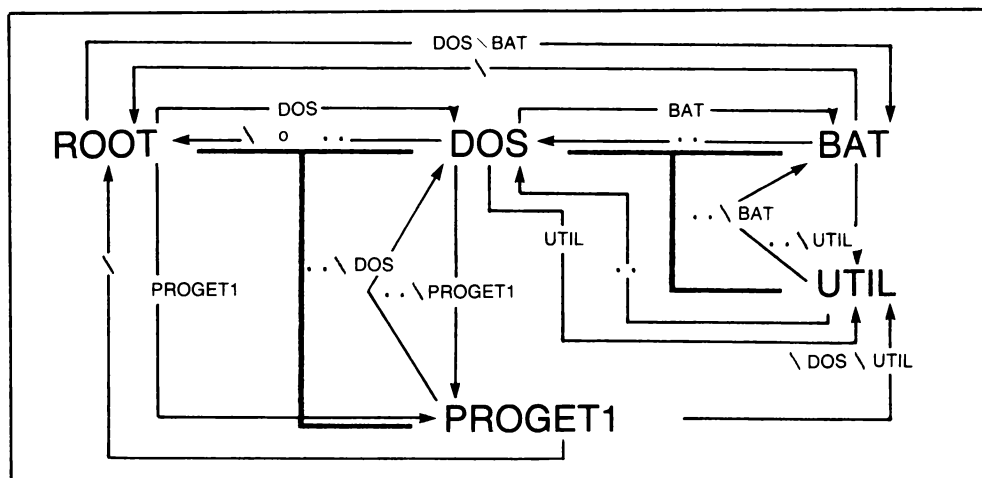 DOS \ BAT
\
DOS
BAT
ROOT
\ o ..
DOS
..
BAT
..\ BAT
UTIL
..\ UTIL
\
..\ DOS
..
PROGET1
..\ PROGET1
UTIL
\ DOS \ UTIL
PROGET1